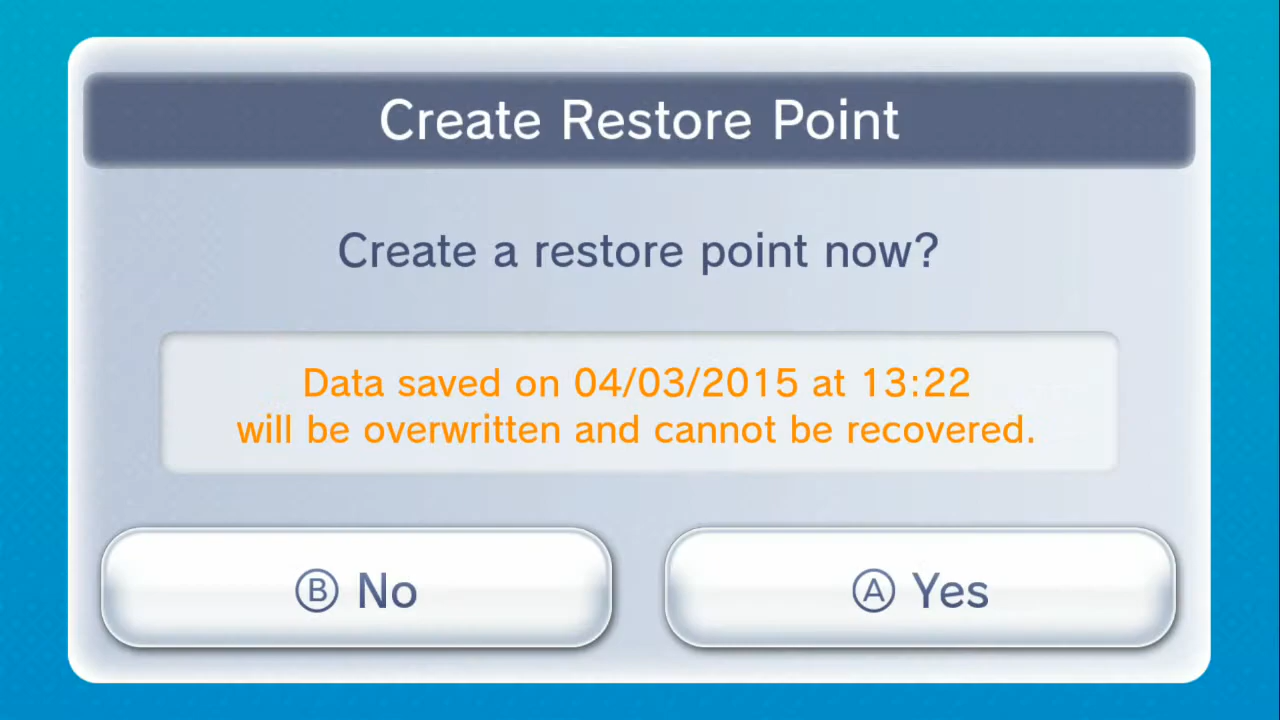 Create Restore Point
Create a restore point now?
Data saved on 04/03/2015 at 13:22
will be overwritten and cannot be recovered.
Ⓑ No
Ⓐ Yes